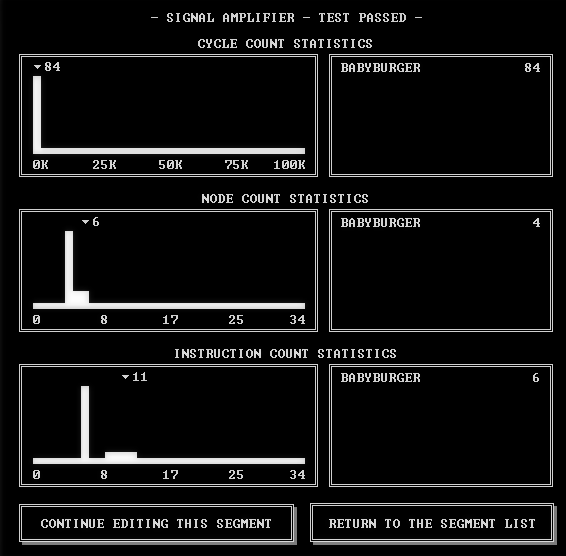 — SIGNAL AMPLIFIER — TEST PASSED —
CYCLE COUNT STATISTICS
84
BABYBURGER 84
0K 25K 50K 75K 100K
NODE COUNT STATISTICS
6
BABYBURGER 4
0 8 17 25 34
INSTRUCTION COUNT STATISTICS
11
BABYBURGER 6
0 8 17 25 34
CONTINUE EDITING THIS SEGMENT
RETURN TO THE SEGMENT LIST